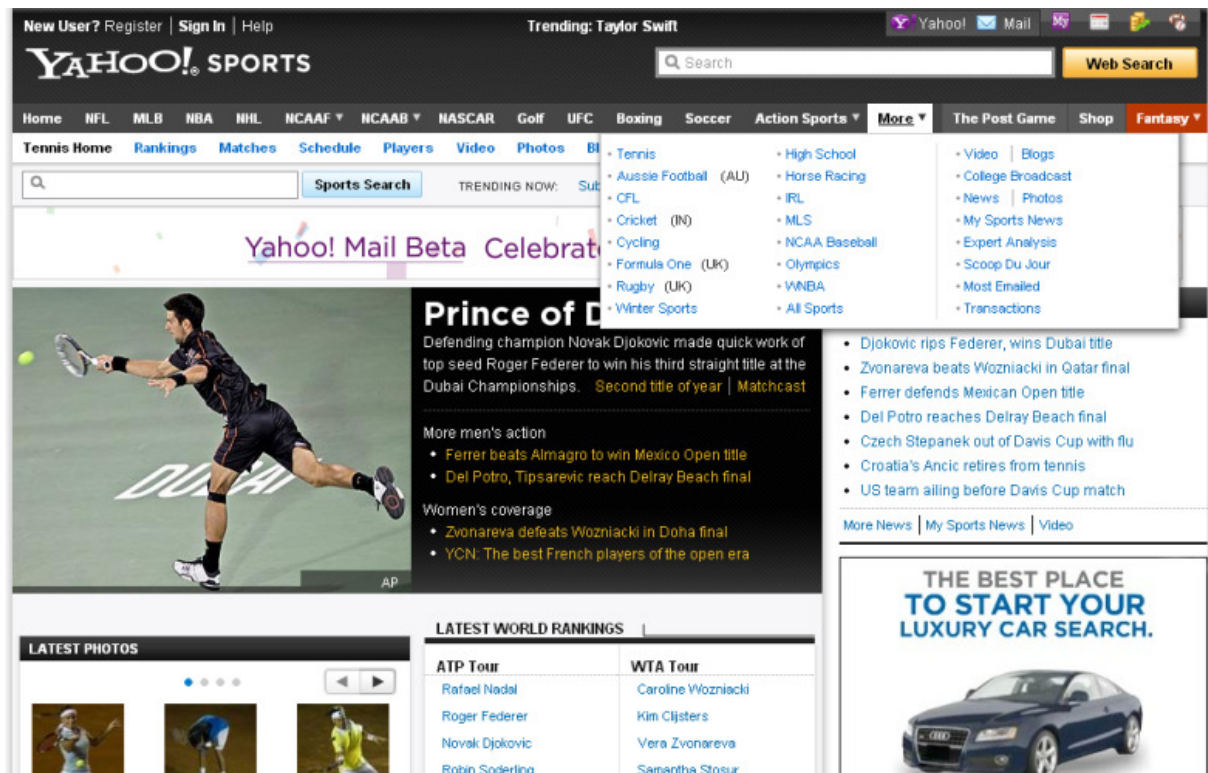 New User? Register | Sign In | Help
Trending: Taylor Swift
Yahoo! Mail
My
YAHOO! SPORTS
Search
Web Search
Home NFL MLB NBA NHL NCAAF NCAAB NASCAR Golf UFC Boxing Soccer Action Sports More The Post Game Shop Fantasy
Tennis Home Rankings Matches Schedule Players Video Photos
Sports Search
TRENDING NOW:
Tennis
Aussie Football (AU)
CFL
Cricket (IN)
Cycling
Formula One (UK)
Rugby (UK)
Winter Sports
High School
Horse Racing
IRL
MLS
NCAA Baseball
Olympics
WNBA
All Sports
Video | Blogs
College Broadcast
News | Photos
My Sports News
Expert Analysis
Scoop Du Jour
Most Emailed
Transactions
Yahoo! Mail Beta Celebrat
Prince of D
Defending champion Novak Djokovic made quick work of
top seed Roger Federer to win his third straight title at the
Dubai Championships. Second title of year | Matchcast
More men's action
Ferrer beats Almagro to win Mexico Open title
Del Potro, Tipsarevic reach Delray Beach final
Women's coverage
Zvonareva defeats Wozniacki in Doha final
YCN: The best French players of the open era
DUBAI
AP
Djokovic rips Federer, wins Dubai title
Zvonareva beats Wozniacki in Qatar final
Ferrer defends Mexican Open title
Del Potro reaches Delray Beach final
Czech Stepanek out of Davis Cup with flu
Croatia's Ancic retires from tennis
US team ailing before Davis Cup match
More News | My Sports News | Video
LATEST PHOTOS
LATEST WORLD RANKINGS
ATP Tour
Rafael Nadal
Roger Federer
Novak Djokovic
Robin Soderling
WTA Tour
Caroline Wozniacki
Kim Clijsters
Vera Zvonareva
Samantha Stosur
THE BEST PLACE
TO START YOUR
LUXURY CAR SEARCH.